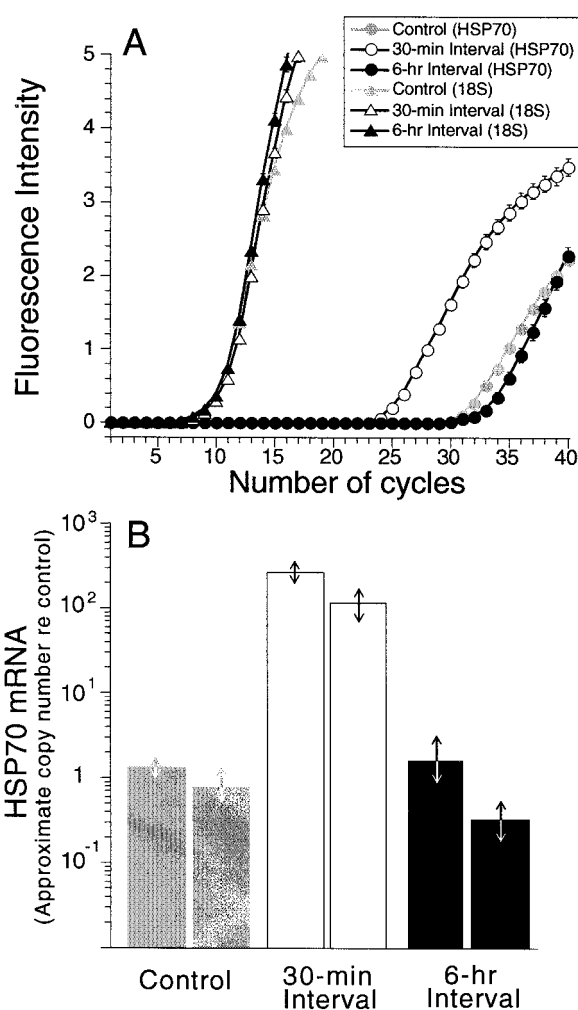 A
Control (HSP70)
30-min Interval (HSP70)
6-hr Interval (HSP70)
Control (18S)
30-min Interval (18S)
6-hr Interval (18S)
Fluorescence Intensity
5
4
3
2
1
0
5 10 15 20 25 30 35 40
Number of cycles
B
HSP70 mRNA
(Approximate copy number re control)
10³
10²
10¹
1
10⁻¹
Control
30-min
Interval
6-hr
Interval